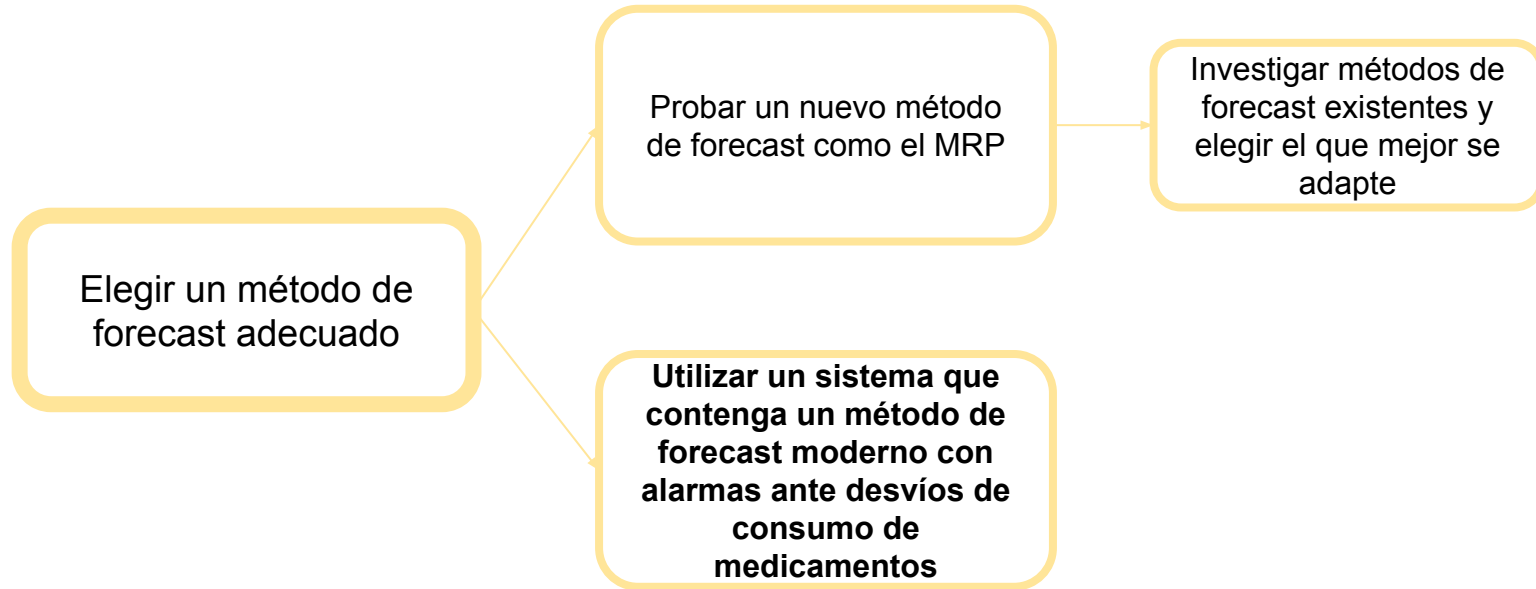 Probar un nuevo método
de forecast como el MRP
Investigar métodos de
forecast existentes y
elegir el que mejor se
adapte
Elegir un método de
forecast adecuado
Utilizar un sistema que
contenga un método de
forecast moderno con
alarmas ante desvíos de
consumo de
medicamentos